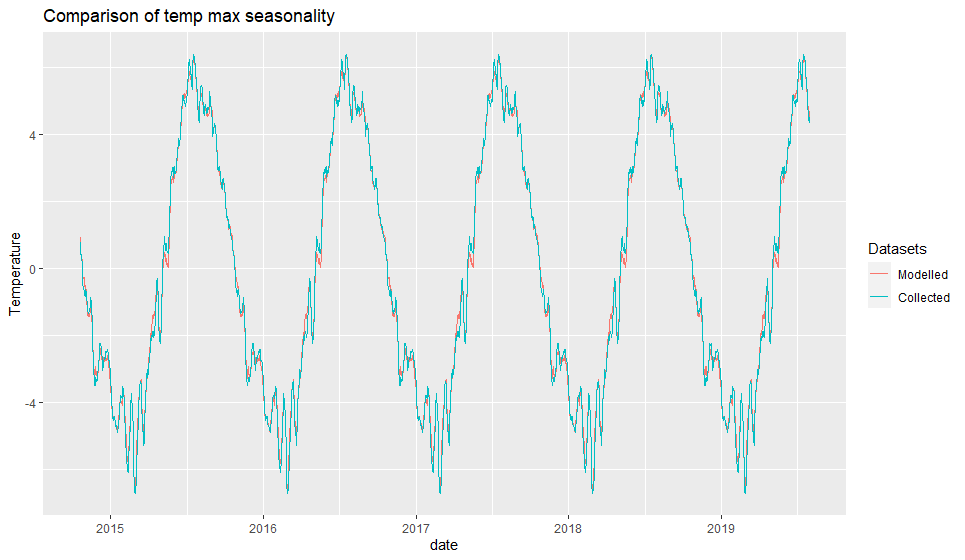 Comparison of temp max seasonality
Temperature
4
0
-4
2015
2016
2017
2018
2019
date
Datasets
Modelled
Collected